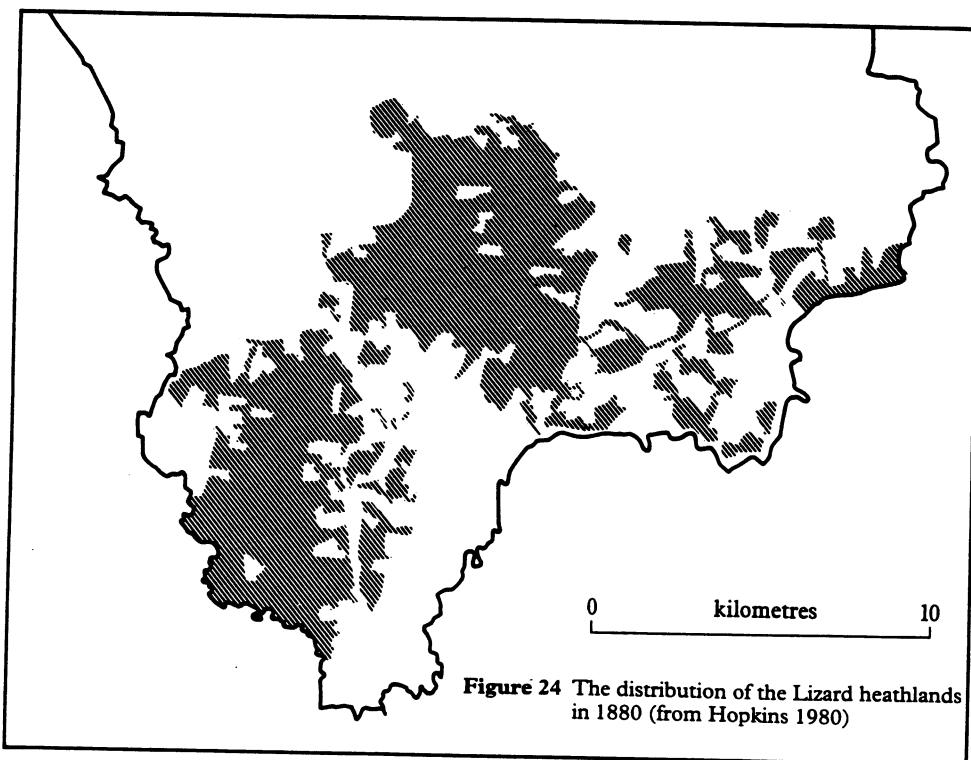 0 kilometres 10
Figure 24 The distribution of the Lizard heathlands
in 1880 (from Hopkins 1980)